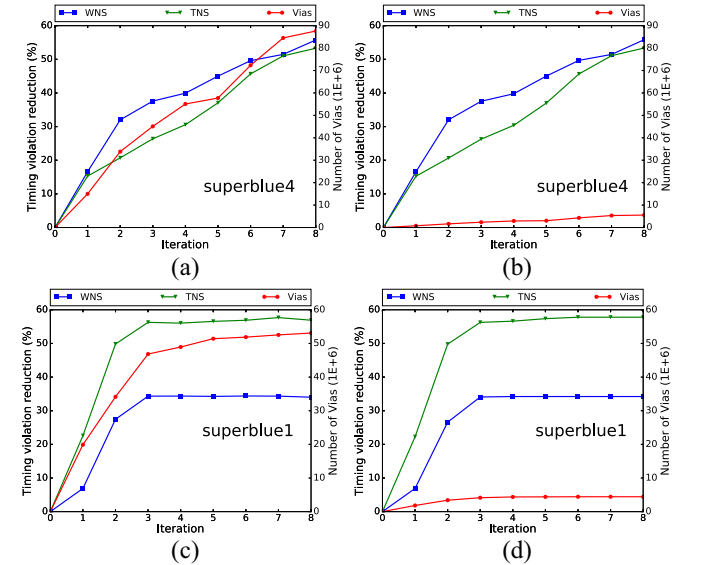 WNS TNS Vias
Timing violation reduction (%)
60
50
40
30
20
10
0
90
80
70
60
50
40
30
20
10
0
Number of Vias (1E+6)
superblue4
0 1 2 3 4 5 6 7 8
Iteration
(a)
WNS TNS Vias
Timing violation reduction (%)
60
50
40
30
20
10
0
90
80
70
60
50
40
30
20
10
0
Number of Vias (1E+6)
superblue4
0 1 2 3 4 5 6 7 8
Iteration
(b)
WNS TNS Vias
Timing violation reduction (%)
60
50
40
30
20
10
0
60
50
40
30
20
10
0
Number of Vias (1E+6)
superblue1
0 1 2 3 4 5 6 7 8
Iteration
(c)
WNS TNS Vias
Timing violation reduction (%)
60
50
40
30
20
10
0
60
50
40
30
20
10
0
Number of Vias (1E+6)
superblue1
0 1 2 3 4 5 6 7 8
Iteration
(d)